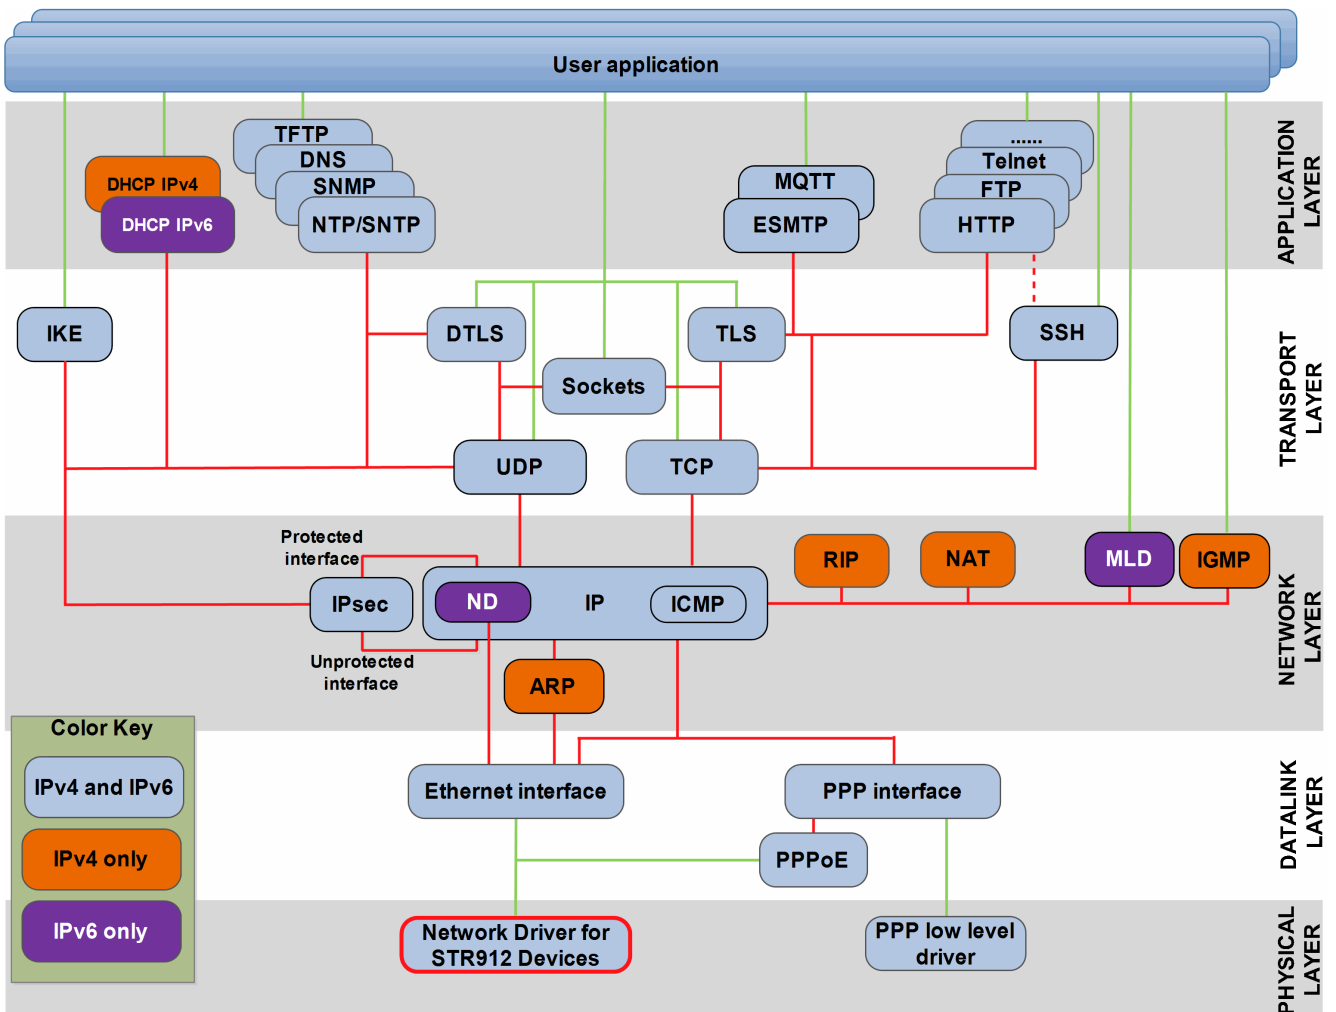 User application
APPLICATION
LAYER
TFTP
DNS
SNMP
NTP/SNTP
DHCP IPv4
DHCP IPv6
MQTT
ESMTP
......
Telnet
FTP
HTTP
TRANSPORT
LAYER
IKE
DTLS
TLS
SSH
Sockets
UDP
TCP
NETWORK
LAYER
Protected
interface
IPsec
Unprotected
interface
ND
IP
ICMP
RIP
NAT
MLD
IGMP
ARP
Color Key
IPv4 and IPv6
IPv4 only
IPv6 only
DATALINK
LAYER
Ethernet interface
PPP interface
PPPoE
PHYSICAL
LAYER
Network Driver for
STR912 Devices
PPP low level
driver